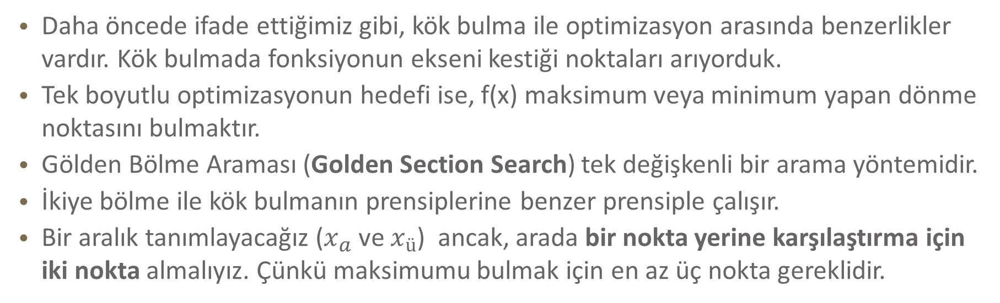 • Daha öncede ifade ettiğimiz gibi, kök bulma ile optimizasyon arasında benzerlikler
vardır. Kök bulmada fonksiyonun ekseni kestiği noktaları arıyorduk.
• Tek boyutlu optimizasyonun hedefi ise, f(x) maksimum veya minimum yapan dönme
noktasını bulmaktır.
• Gölden Bölme Araması (Golden Section Search) tek değişkenli bir arama yöntemidir.
• İkiye bölme ile kök bulmanın prensiplerine benzer prensiple çalışır.
• Bir aralık tanımlayacağız (𝑥ₐ ve 𝑥ü) ancak, arada bir nokta yerine karşılaştırma için
iki nokta almalıyız. Çünkü maksimumu bulmak için en az üç nokta gereklidir.